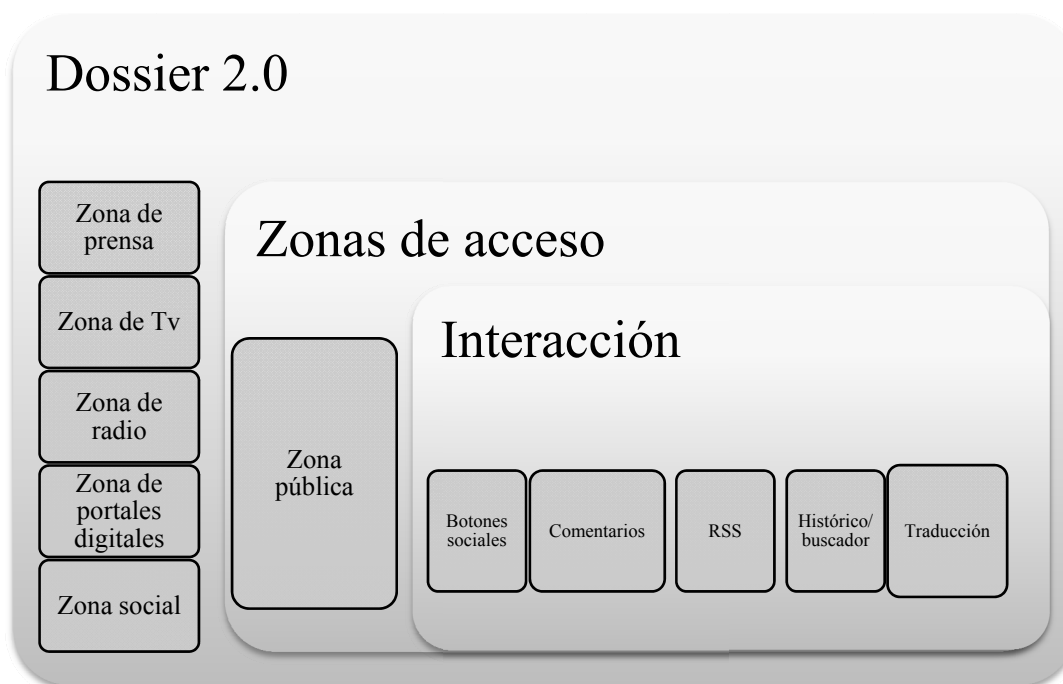 Dossier 2.0
Zona de
prensa
Zona de Tv
Zona de
radio
Zona de
portales
digitales
Zona social
Zonas de acceso
Zona
pública
Interacción
Botones
sociales
Comentarios
RSS
Histórico/
buscador
Traducción